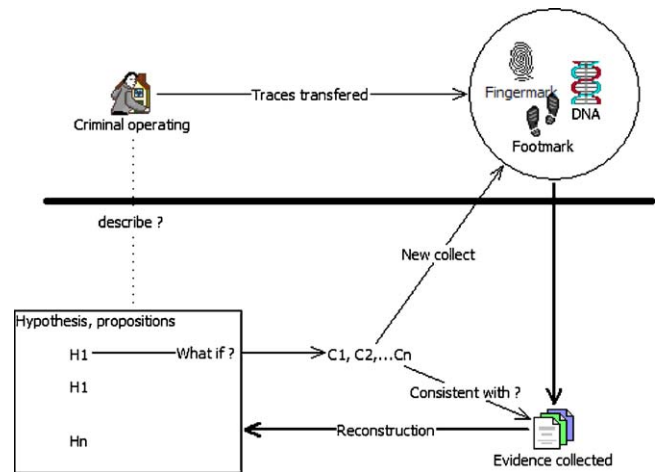 Fingermark
DNA
Traces transfered
Criminal operating
Footmark
describe ?
New collect
Hypothesis, propositions
H1
What if ?
C1, C2,...Cn
H1
Consistent with ?
Hn
Reconstruction
Evidence collected